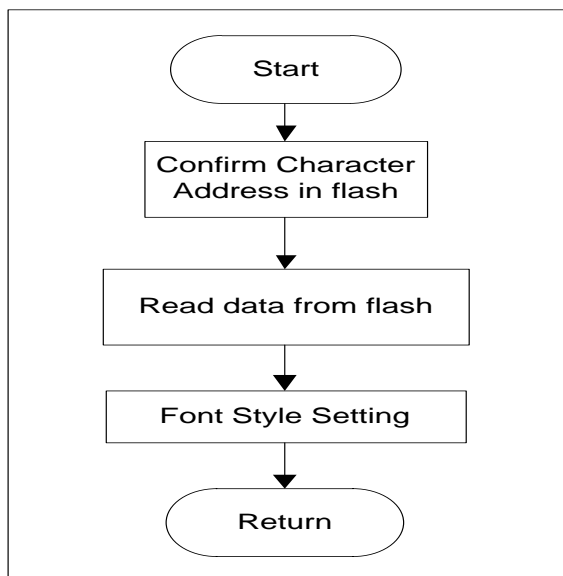 Start
Confirm Character
Address in flash
Read data from flash
Font Style Setting
Return